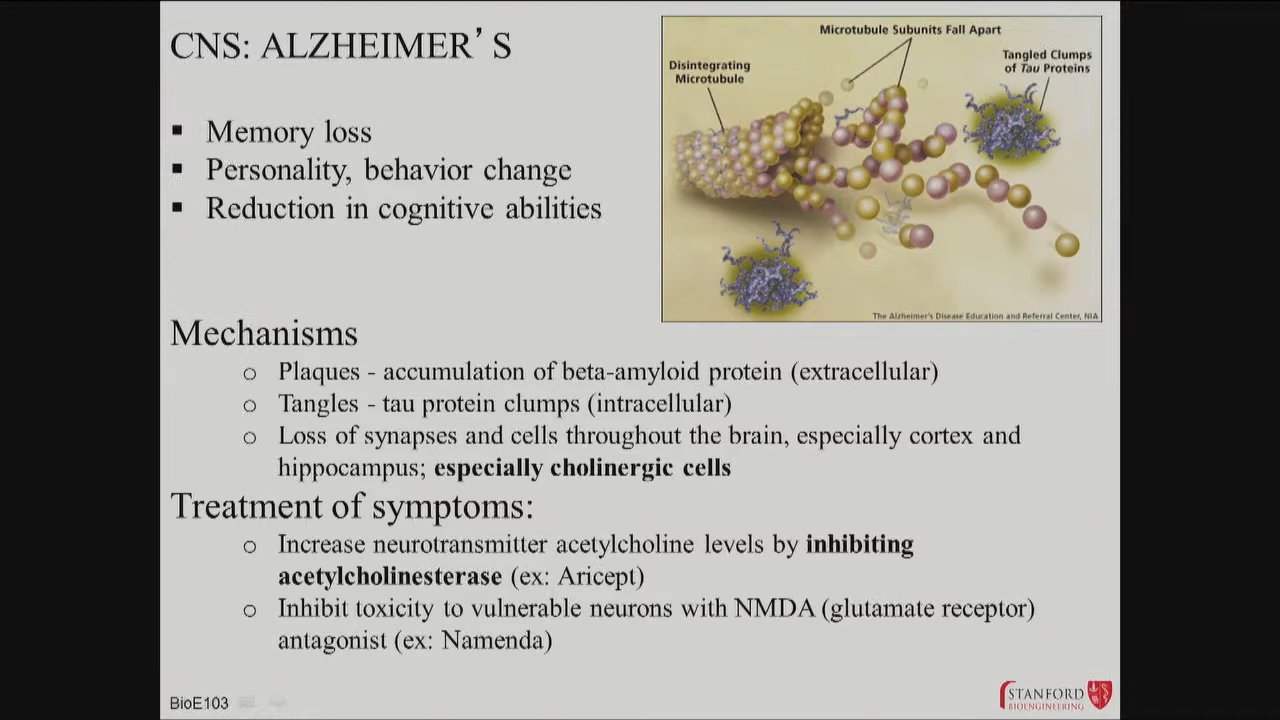 CNS: ALZHEIMER’S
▪ Memory loss
▪ Personality, behavior change
▪ Reduction in cognitive abilities
Microtubule Subunits Fall Apart
Disintegrating
Microtubule
Tangled Clumps
of Tau Proteins
The Alzheimer's Disease Education and Referral Center, NIA
Mechanisms
o Plaques - accumulation of beta-amyloid protein (extracellular)
o Tangles - tau protein clumps (intracellular)
o Loss of synapses and cells throughout the brain, especially cortex and
hippocampus; especially cholinergic cells
Treatment of symptoms:
o Increase neurotransmitter acetylcholine levels by inhibiting
acetylcholinesterase (ex: Aricept)
o Inhibit toxicity to vulnerable neurons with NMDA (glutamate receptor)
antagonist (ex: Namenda)
BioE103
STANFORD
BIOENGINEERING